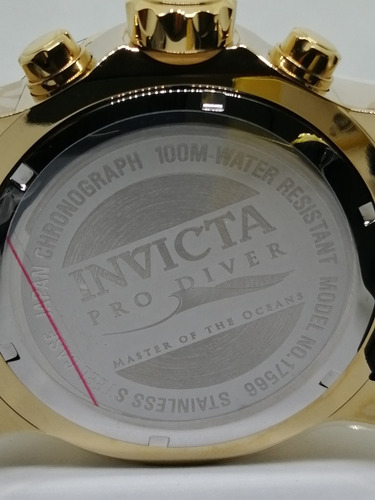 JAPAN CHRONOGRAPH 100M-WATER RESISTANT MODEL NO.17566 STAINLESS
INVICTA
PRO DIVER
MASTER OF THE OCEANS